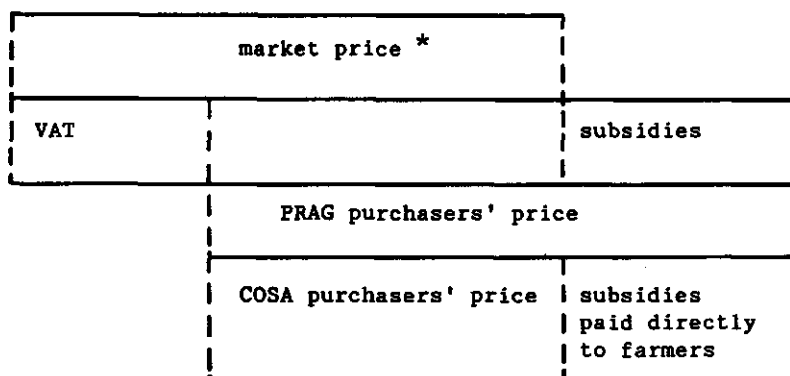 market price *
VAT
subsidies
PRAG purchasers' price
COSA purchasers' price
subsidies
paid directly
to farmers